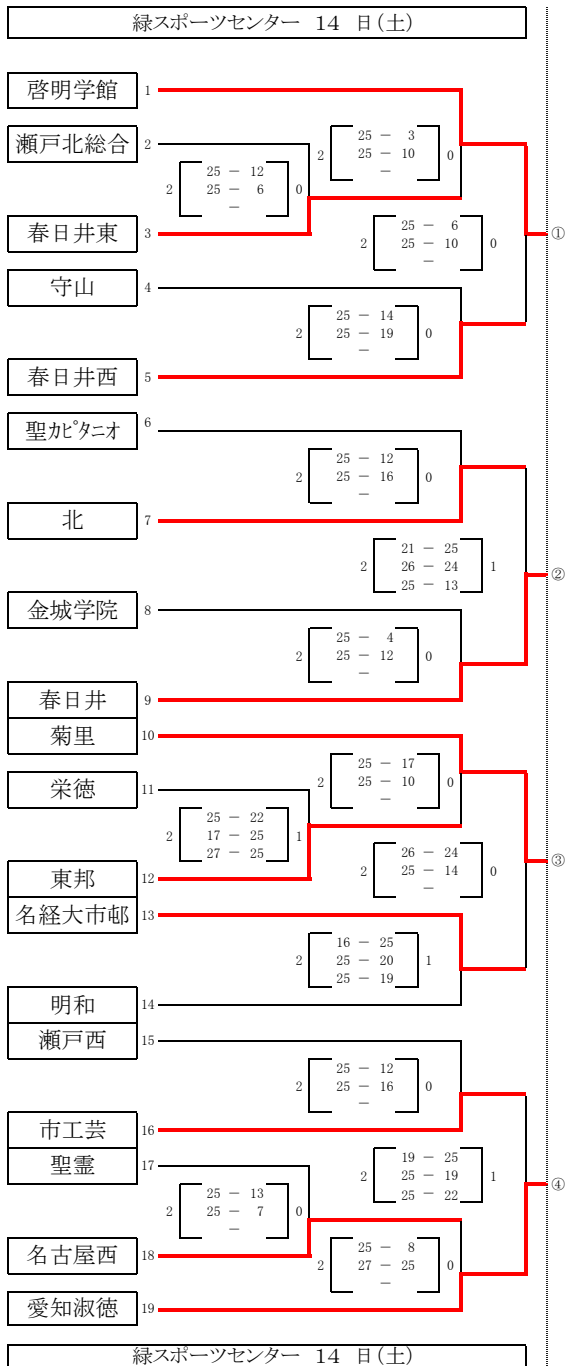 緑スポーツセンター 14 日(土)
啓明学館 1
25 － 3
瀬戸北総合 2
2 25 － 10 0
－
25 － 12
2 25 － 6 0
－
25 － 6
春日井東 3
2 25 － 10 0 ①
－
守山 4
25 － 14
2 25 － 19 0
－
春日井西 5
聖カピタニオ 6
25 － 12
2 25 － 16 0
－
北 7
21 － 25
2 26 － 24 1 ②
25 － 13
金城学院 8
25 － 4
2 25 － 12 0
－
春日井 9
菊里 10
25 － 17
2 25 － 10 0
－
栄徳 11
25 － 22
2 17 － 25 1
27 － 25
26 － 24 ③
2 25 － 14 0
－
東邦 12
名経大市邨 13
16 － 25
2 25 － 20 1
25 － 19
明和 14
瀬戸西 15
25 － 12
2 25 － 16 0
－
市工芸 16
聖霊 17
19 － 25
2 25 － 19 1 ④
25 － 22
25 － 13
2 25 － 7 0
－
名古屋西 18
25 － 8
2 27 － 25 0
－
愛知淑徳 19
緑スポーツセンター 14 日(土)